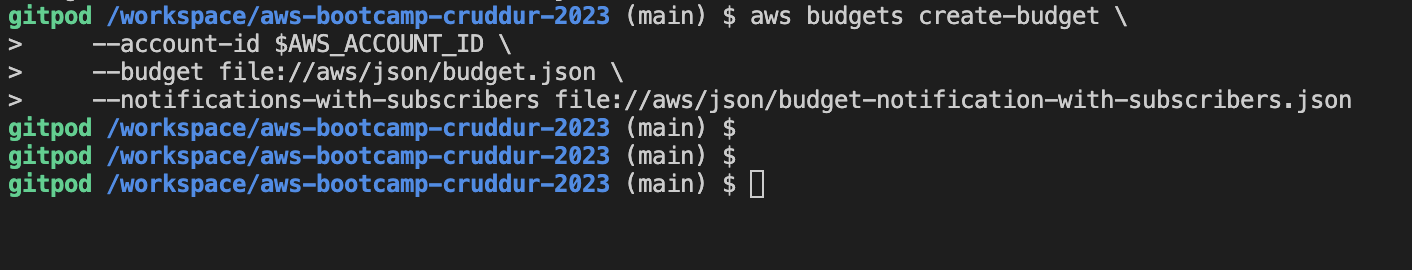 gitpod /workspace/aws-bootcamp-cruddur-2023 (main) $ aws budgets create-budget \
>     --account-id $AWS_ACCOUNT_ID \
>     --budget file://aws/json/budget.json \
>     --notifications-with-subscribers file://aws/json/budget-notification-with-subscribers.json
gitpod /workspace/aws-bootcamp-cruddur-2023 (main) $
gitpod /workspace/aws-bootcamp-cruddur-2023 (main) $
gitpod /workspace/aws-bootcamp-cruddur-2023 (main) $